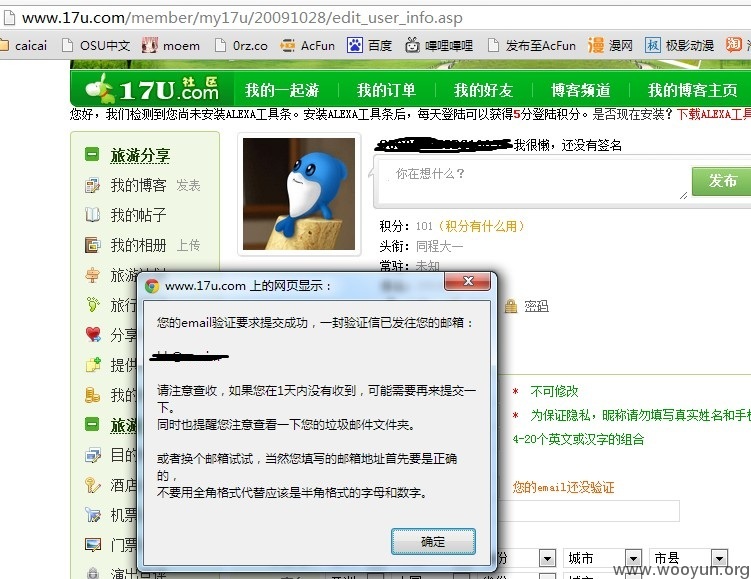 www.17u.com/member/my17u/20091028/edit_user_info.asp
caicai OSU中文 moem 0rz.co AcFun 百度 哔哩哔哩 发布至AcFun 漫网 极影动漫 淘
17U.com 社区 我的一起游 我的订单 我的好友 博客频道 我的博客主页
您好，我们检测到您尚未安装ALEXA工具条。安装ALEXA工具条后，每天登陆可以获得5分登陆积分。是否现在安装？下载ALEXA工具
旅游分享
我的博客 发表
我的帖子
我的相册 上传
旅游计划
旅行
分享
提供
我的
旅游
目的
酒店
机票
门票
我很懒，还没有签名
你在想什么？
发布
积分：101（积分有什么用）
头衔：同程大一
常驻：未知
密码
www.17u.com 上的网页显示：
您的email验证要求提交成功，一封验证信已发往您的邮箱：
请注意查收，如果您在1天内没有收到，可能需要再来提交一
下。
同时也提醒您注意查看一下您的垃圾邮件文件夹。
或者换个邮箱试试，当然您填写的邮箱地址首先要是正确
的，
不要用全角格式代替应该是半角格式的字母和数字。
确定
* 不可修改
* 为保证隐私，昵称请勿填写真实姓名和手机
4-20个英文或汉字的组合
您的email还没验证
份 城市 市县
www.wooyun.org